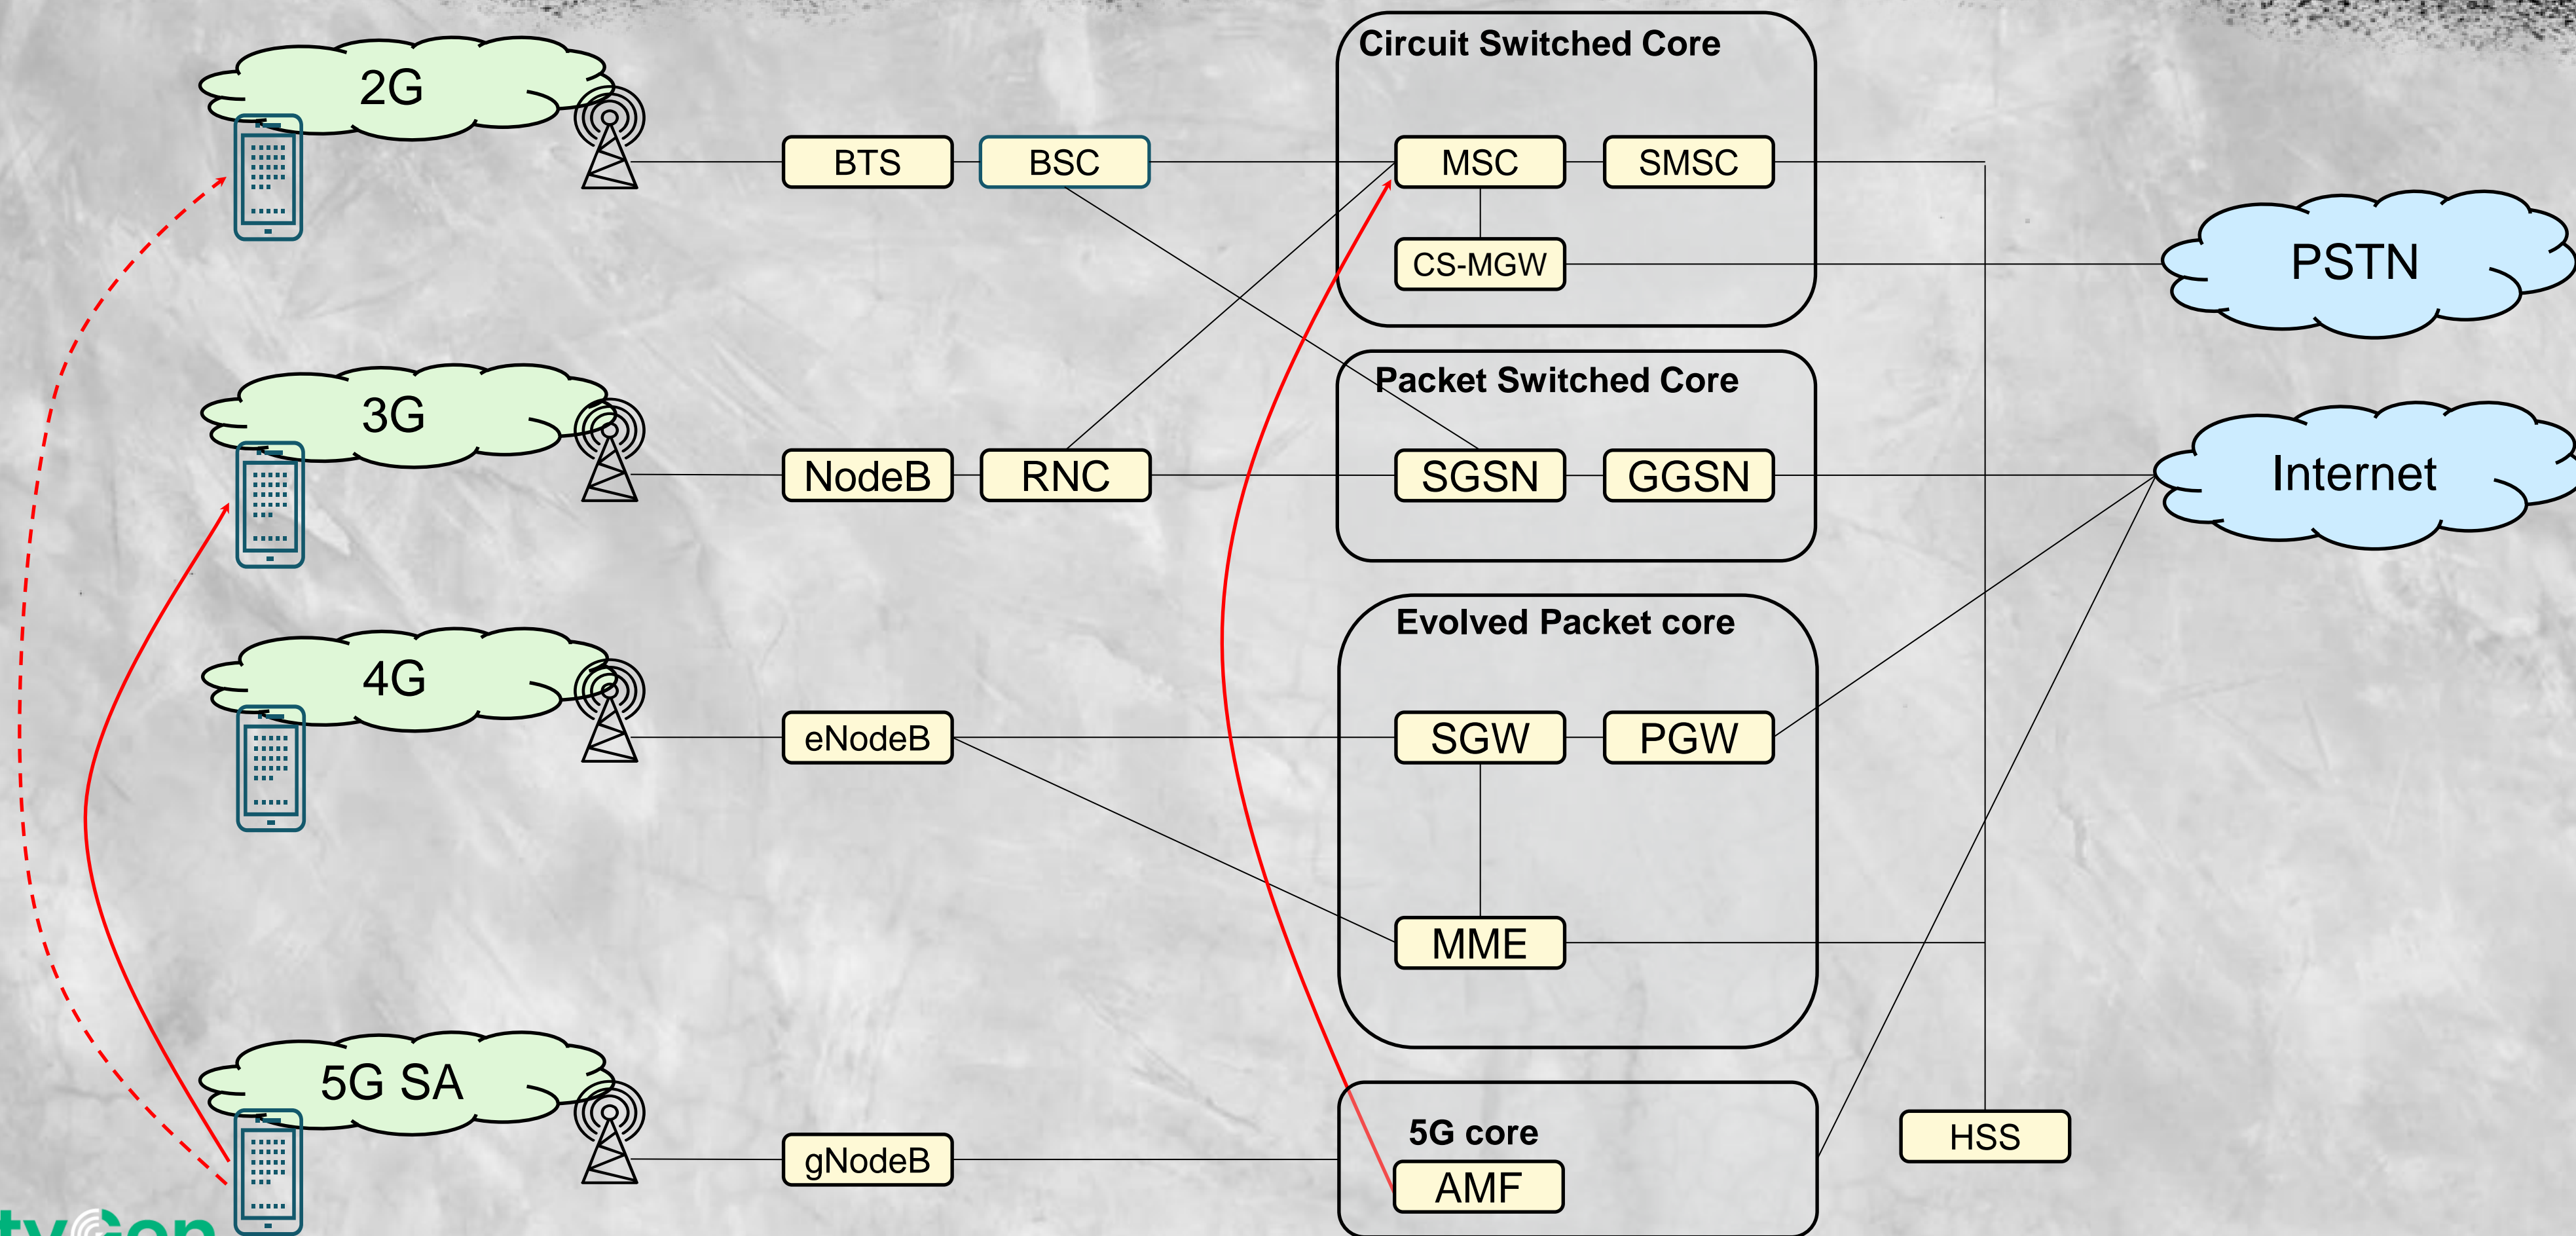 Circuit Switched Core
2G
BTS
BSC
MSC
SMSC
CS-MGW
PSTN
Packet Switched Core
3G
NodeB
RNC
SGSN
GGSN
Internet
Evolved Packet core
4G
eNodeB
SGW
PGW
MME
5G SA
5G core
gNodeB
AMF
HSS